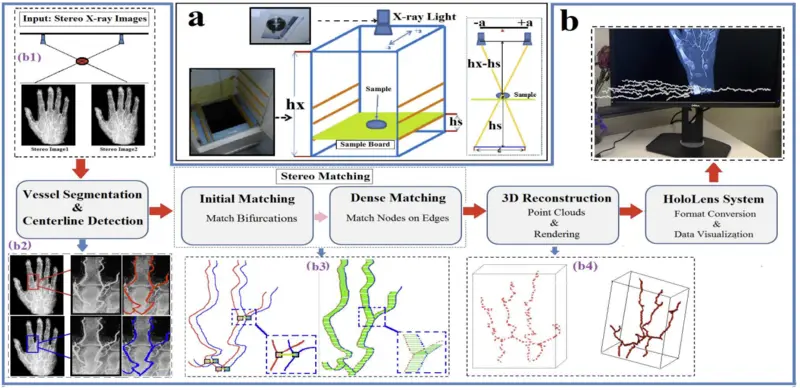 Input: Stereo X-ray Images
(b1)
Stereo Image1
Stereo Image2
a
X-ray Light
-a
a
hx
Sample
hs
Sample Board
-a
+a
hx-hs
Sample
hs
b
Vessel Segmentation
&
Centerline Detection
Stereo Matching
Initial Matching
Match Bifurcations
Dense Matching
Match Nodes on Edges
3D Reconstruction
Point Clouds
&
Rendering
HoloLens System
Format Conversion
&
Data Visualization
(b2)
(b3)
(b4)